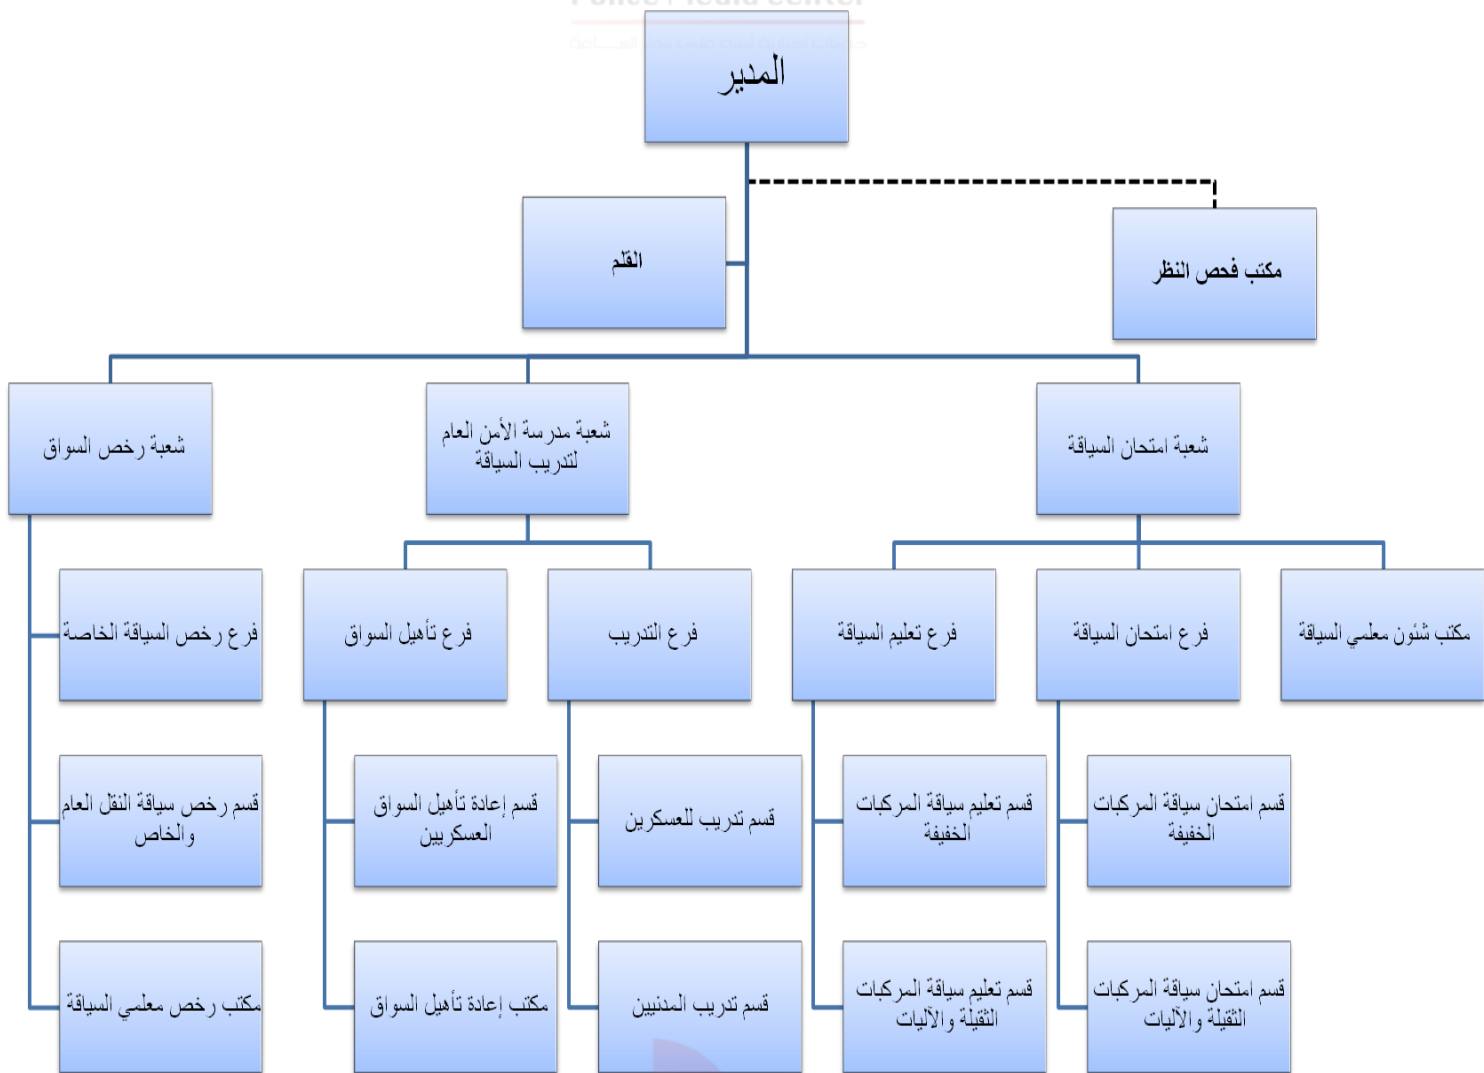 Police Media Center
المدير
مكتب فحص النظر
القلم
شعبة امتحان السياقة
شعبة مدرسة الأمن العام
لتدريب السياقة
شعبة رخص السواق
مكتب شئون معلمي السياقة
فرع امتحان السياقة
فرع تعليم السياقة
فرع التدريب
فرع تأهيل السواق
فرع رخص السياقة الخاصة
قسم امتحان سياقة المركبات
الخفيفة
قسم تعليم سياقة المركبات
الخفيفة
قسم تدريب للعسكرين
قسم إعادة تأهيل السواق
العسكريين
قسم رخص سياقة النقل العام
والخاص
قسم امتحان سياقة المركبات
الثقيلة والآليات
قسم تعليم سياقة المركبات
الثقيلة والآليات
قسم تدريب المدنيين
مكتب إعادة تأهيل السواق
مكتب رخص معلمي السياقة